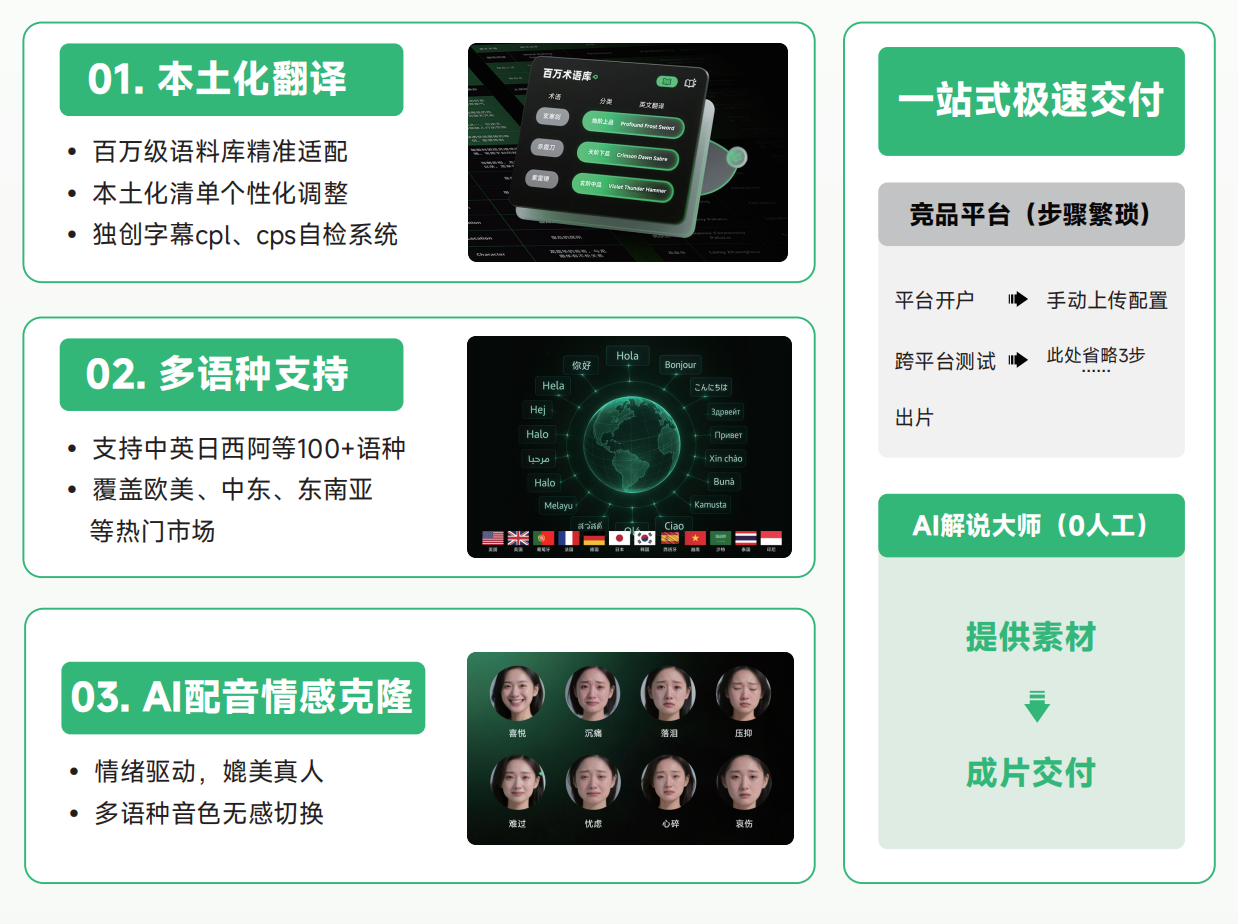 01. 本土化翻译
• 百万级语料库精准适配
• 本土化清单个性化调整
• 独创字幕cpl、cps自检系统
百万术语库
术语 分类 英文翻译
玄寒剑 地阶上品 Profound Frost Sword
赤霞刀 天阶下品 Crimson Dawn Sabre
紫雷锤 玄阶中品 Violet Thunder Hammer
Character
02. 多语种支持
• 支持中英日西阿等100+语种
• 覆盖欧美、中东、东南亚
等热门市场
Hola
你好 Bonjour
Hela こんにちは
Hej Здрвейт
Halo Привет
مرحبا Xin chào
Halo Bună
Melayu Kamusta
สวัสดี Olá Ciao
美国 英国 葡萄牙 法国 德国 日本 韩国 西班牙 越南 沙特 泰国 印尼
03. AI配音情感克隆
• 情绪驱动，媲美真人
• 多语种音色无感切换
喜悦 沉痛 落泪 压抑
难过 忧虑 心碎 哀伤
一站式极速交付
竞品平台（步骤繁琐）
平台开户 手动上传配置
跨平台测试 此处省略3步
......
出片
AI解说大师（0人工）
提供素材
成片交付